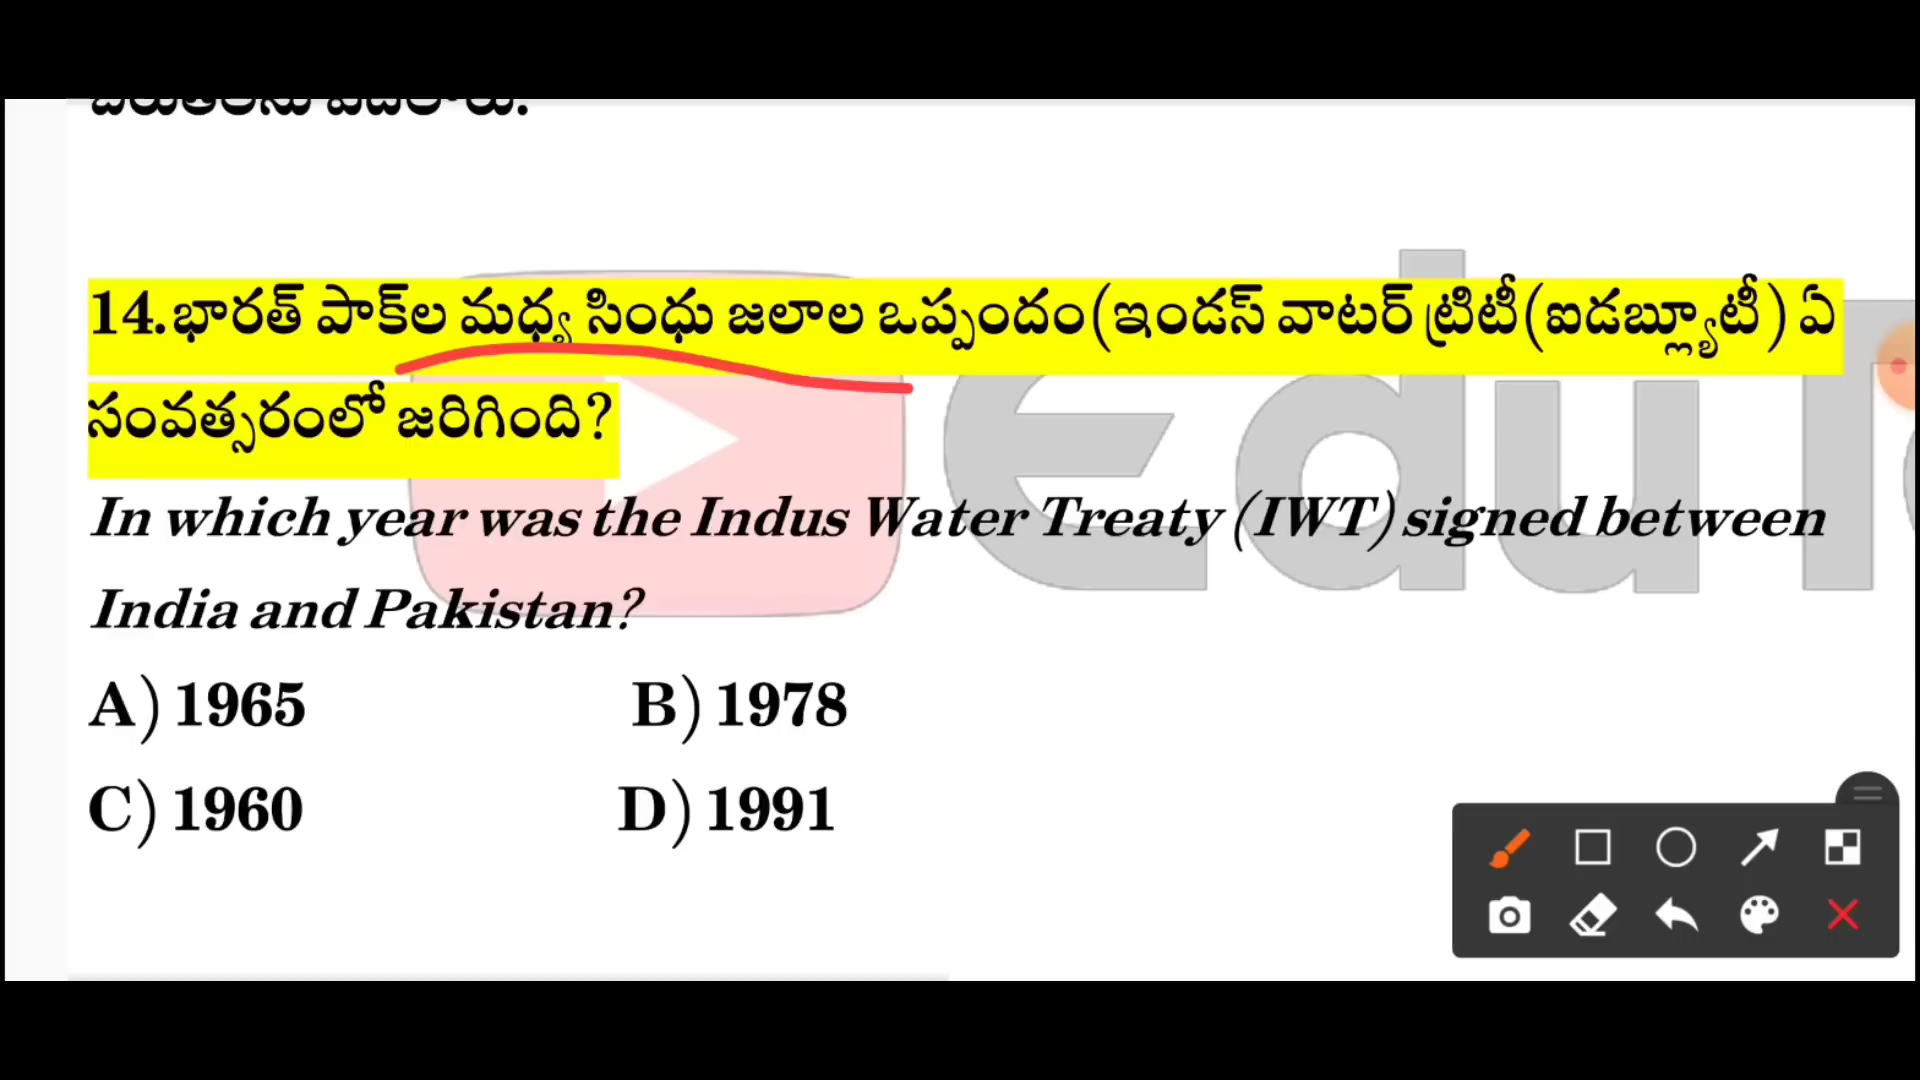 14.భారత్ పాక్‌ల మధ్య సింధు జలాల ఒప్పందం(ఇండస్ వాటర్ ట్రిటీ(ఐడబ్ల్యూటీ) ఏ
సంవత్సరంలో జరిగింది?
In which year was the Indus Water Treaty (IWT) signed between
India and Pakistan?
A) 1965 B) 1978
C) 1960 D) 1991